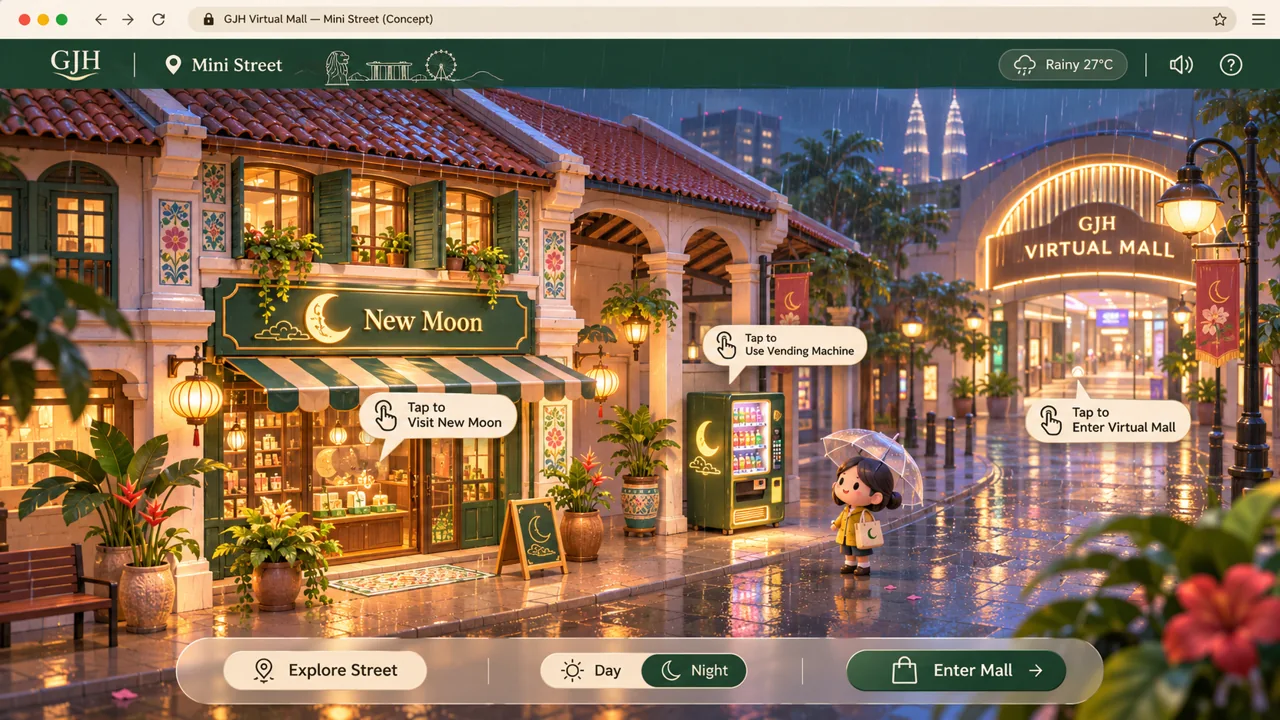 GJH Virtual Mall — Mini Street (Concept)
GJH
Mini Street
Rainy 27°C
?
GJH
VIRTUAL MALL
New Moon
Tap to
Use Vending Machine
Tap to
Visit New Moon
Tap to
Enter Virtual Mall
Explore Street
Day
Night
Enter Mall